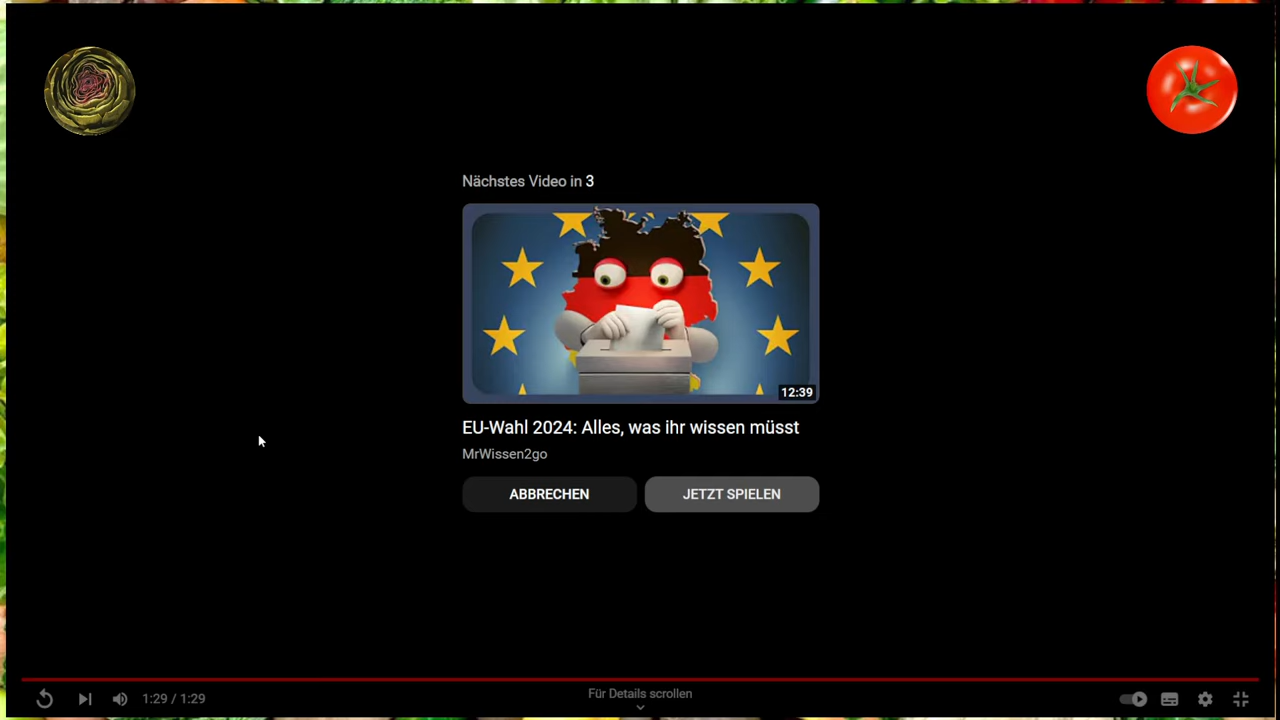 Nächstes Video in 3
12:39
EU-Wahl 2024: Alles, was ihr wissen müsst
MrWissen2go
ABBRECHEN
JETZT SPIELEN
1:29 / 1:29
Für Details scrollen